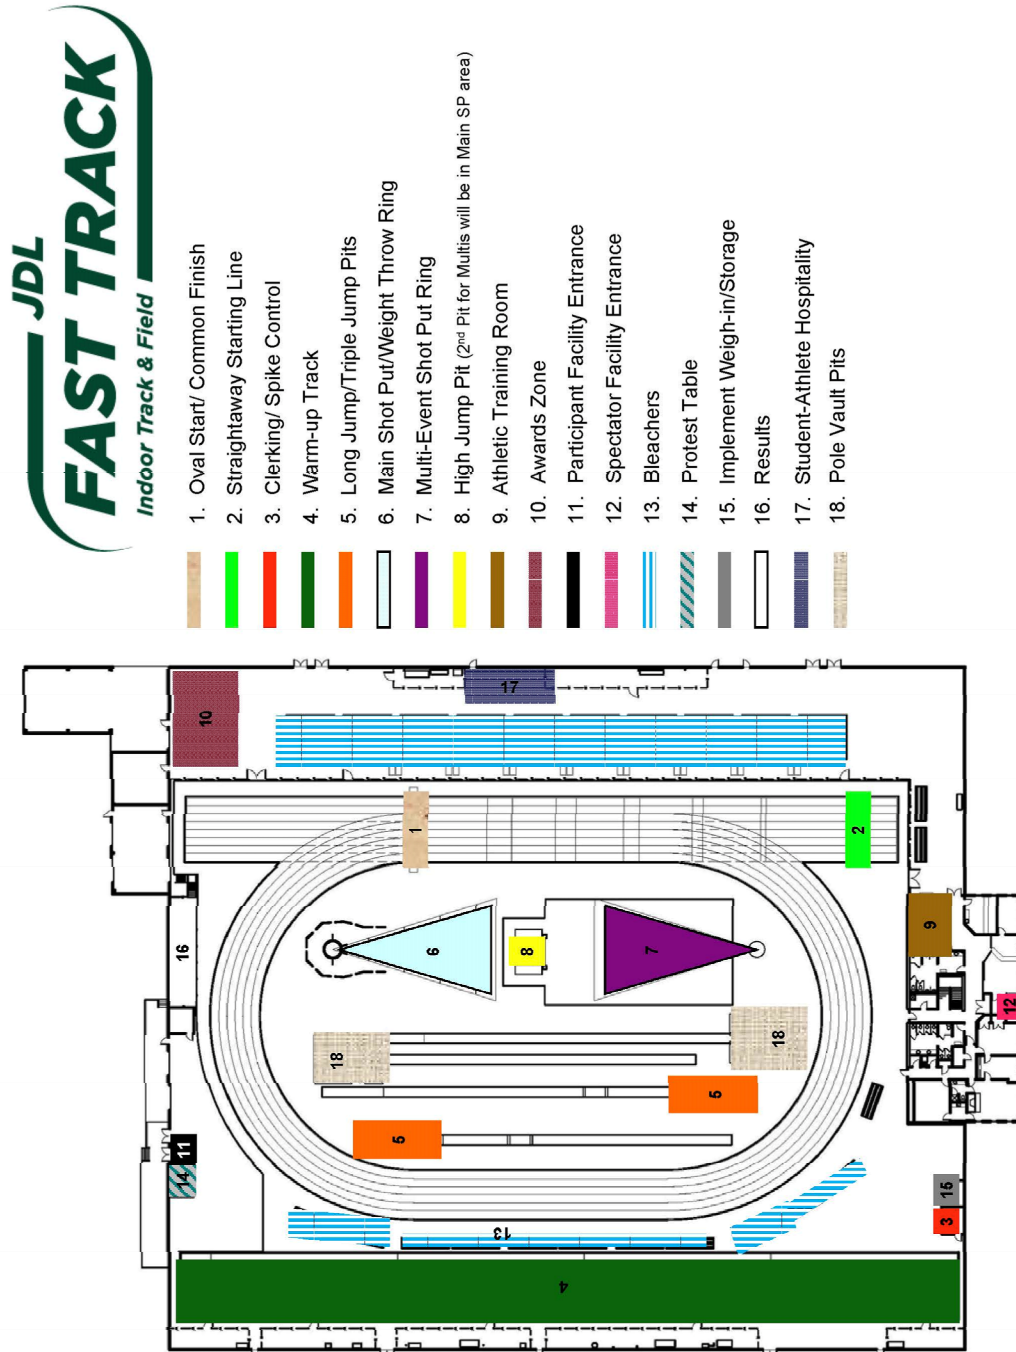 JDL
FAST TRACK
Indoor Track & Field
1. Oval Start/ Common Finish
2. Straightaway Starting Line
3. Clerking/ Spike Control
4. Warm-up Track
5. Long Jump/Triple Jump Pits
6. Main Shot Put/Weight Throw Ring
7. Multi-Event Shot Put Ring
8. High Jump Pit (2nd Pit for Multis will be in Main SP area)
9. Athletic Training Room
10. Awards Zone
11. Participant Facility Entrance
12. Spectator Facility Entrance
13. Bleachers
14. Protest Table
15. Implement Weigh-in/Storage
16. Results
17. Student-Athlete Hospitality
18. Pole Vault Pits
10
17
1
2
16
6
8
7
9
12
18
18
5
5
11
14
13
15
3
4